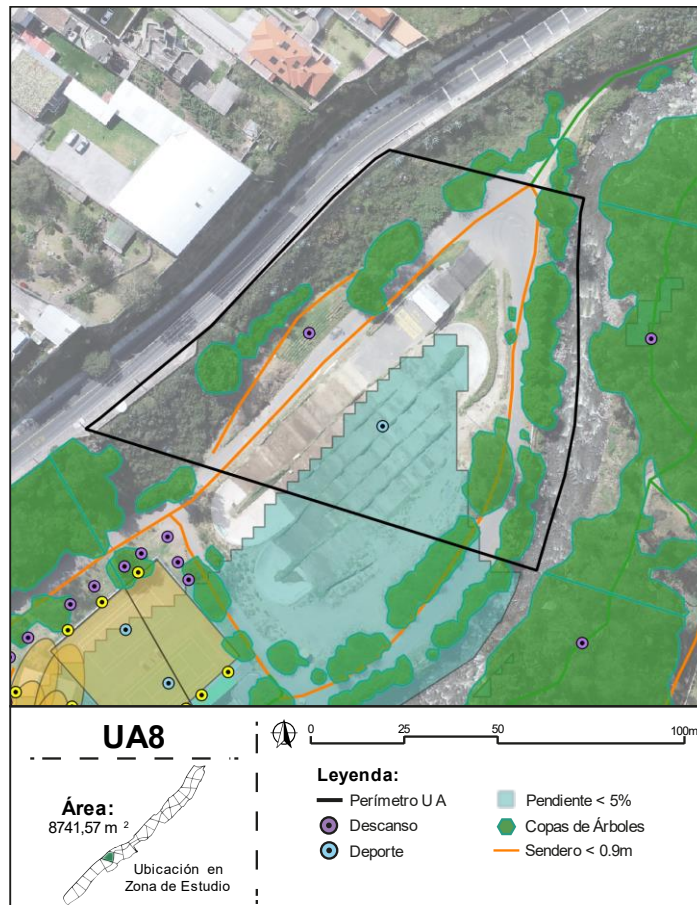 UA8
Área:
8741,57 m ²
Ubicación en
Zona de Estudio
0 25 50 100m
Leyenda:
Perímetro U A
Descanso
Deporte
Pendiente < 5%
Copas de Árboles
Sendero < 0.9m